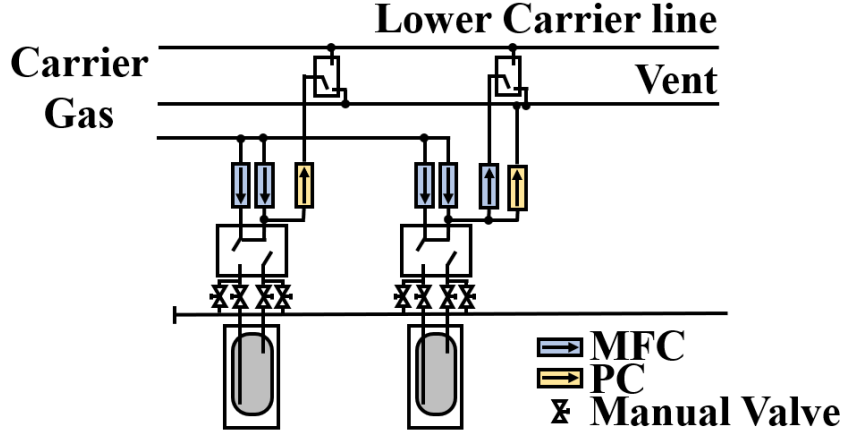 Lower Carrier line
Carrier
Gas
Vent
MFC
PC
Manual Valve